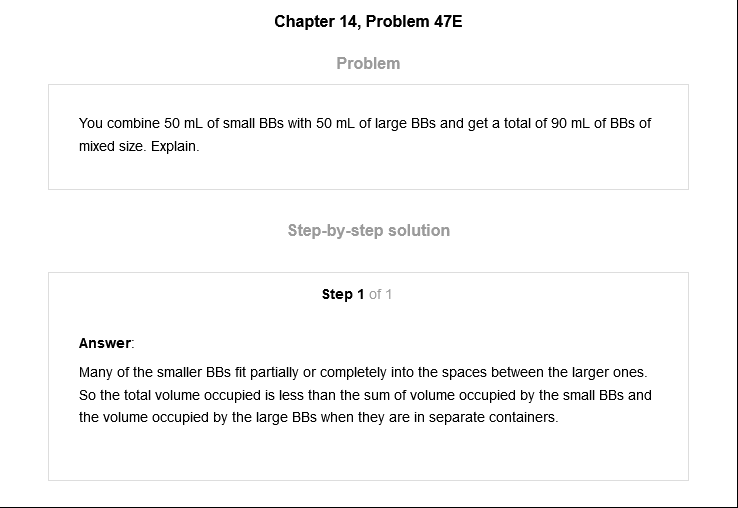 Chapter 14, Problem 47E
Problem
You combine 50 mL of small BBs with 50 mL of large BBs and get a total of 90 mL of BBs of
mixed size. Explain.
Step-by-step solution
Step 1 of 1
Answer:
Many of the smaller BBs fit partially or completely into the spaces between the larger ones.
So the total volume occupied is less than the sum of volume occupied by the small BBs and
the volume occupied by the large BBs when they are in separate containers.